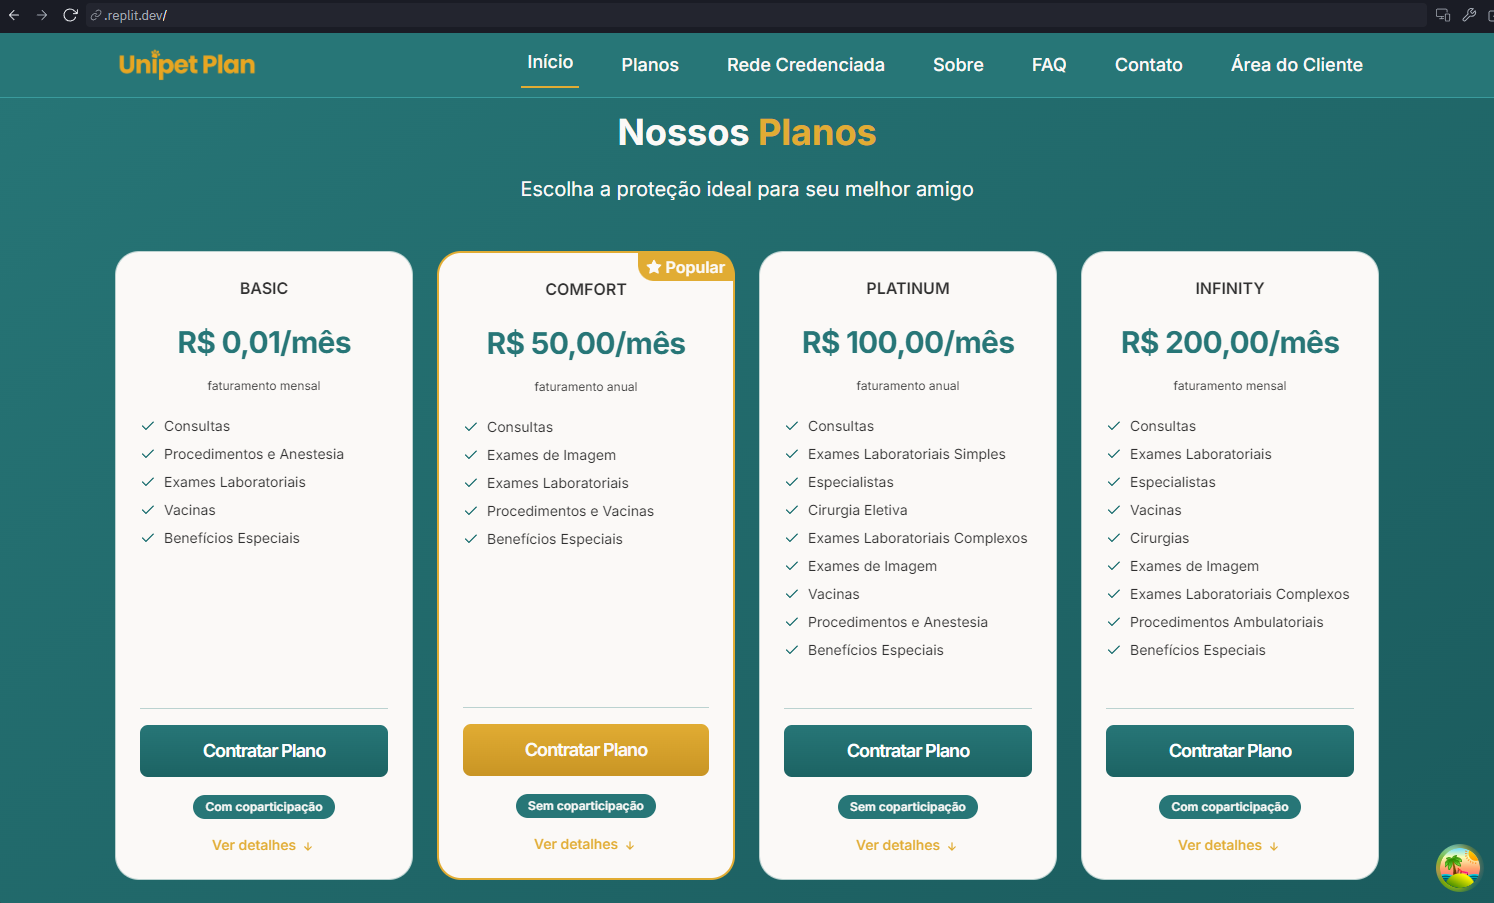 .replit.dev/
Unipet Plan
Início
Planos
Rede Credenciada
Sobre
FAQ
Contato
Área do Cliente
Nossos Planos
Escolha a proteção ideal para seu melhor amigo
BASIC
R$ 0,01/mês
faturamento mensal
Consultas
Procedimentos e Anestesia
Exames Laboratoriais
Vacinas
Benefícios Especiais
Contratar Plano
Com coparticipação
Ver detalhes ↓
Popular
COMFORT
R$ 50,00/mês
faturamento anual
Consultas
Exames de Imagem
Exames Laboratoriais
Procedimentos e Vacinas
Benefícios Especiais
Contratar Plano
Sem coparticipação
Ver detalhes ↓
PLATINUM
R$ 100,00/mês
faturamento anual
Consultas
Exames Laboratoriais Simples
Especialistas
Cirurgia Eletiva
Exames Laboratoriais Complexos
Exames de Imagem
Vacinas
Procedimentos e Anestesia
Benefícios Especiais
Contratar Plano
Sem coparticipação
Ver detalhes ↓
INFINITY
R$ 200,00/mês
faturamento mensal
Consultas
Exames Laboratoriais
Especialistas
Vacinas
Cirurgias
Exames de Imagem
Exames Laboratoriais Complexos
Procedimentos Ambulatoriais
Benefícios Especiais
Contratar Plano
Com coparticipação
Ver detalhes ↓